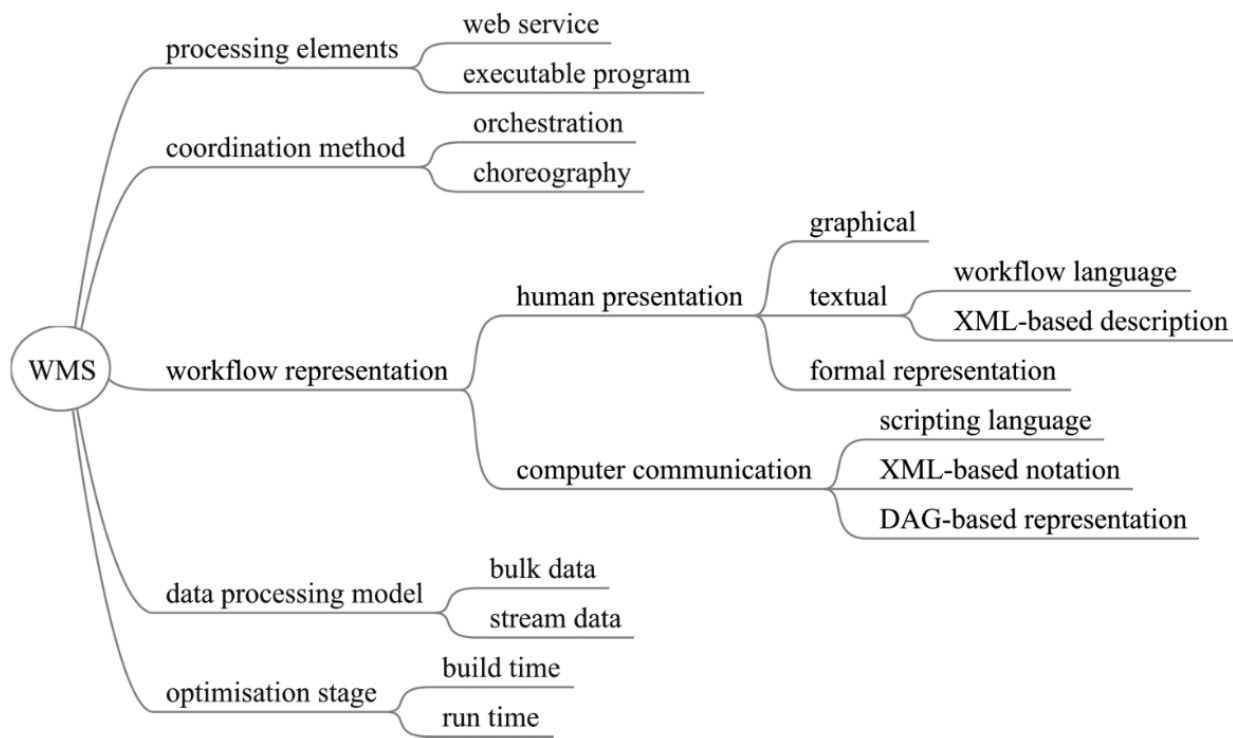 web service
processing elements
executable program
orchestration
coordination method
choreography
graphical
workflow language
human presentation
textual
XML-based description
WMS
workflow representation
formal representation
scripting language
computer communication
XML-based notation
DAG-based representation
bulk data
data processing model
stream data
build time
optimisation stage
run time